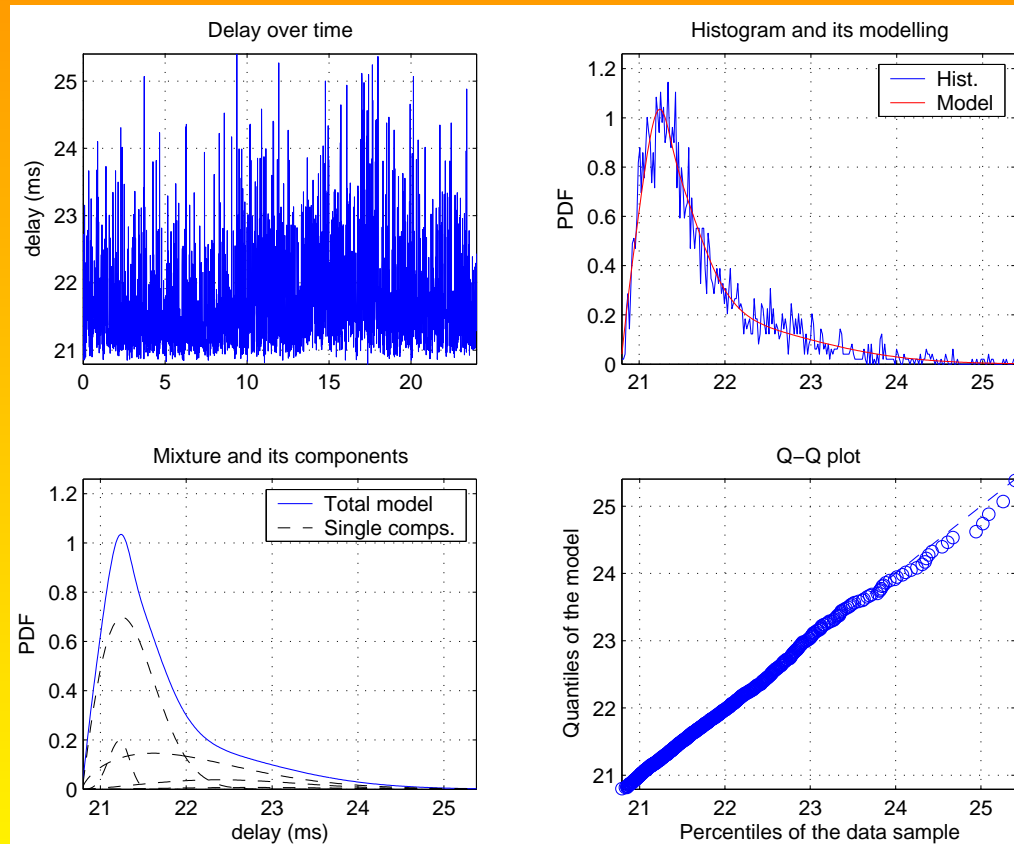 Delay over time
delay (ms)
25
24
23
22
21
0 5 10 15 20
Histogram and its modelling
PDF
1.2
1
0.8
0.6
0.4
0.2
0
21 22 23 24 25
Hist.
Model
Mixture and its components
PDF
1.2
1
0.8
0.6
0.4
0.2
0
21 22 23 24 25
delay (ms)
Total model
Single comps.
Q−Q plot
Quantiles of the model
25
24
23
22
21
21 22 23 24 25
Percentiles of the data sample